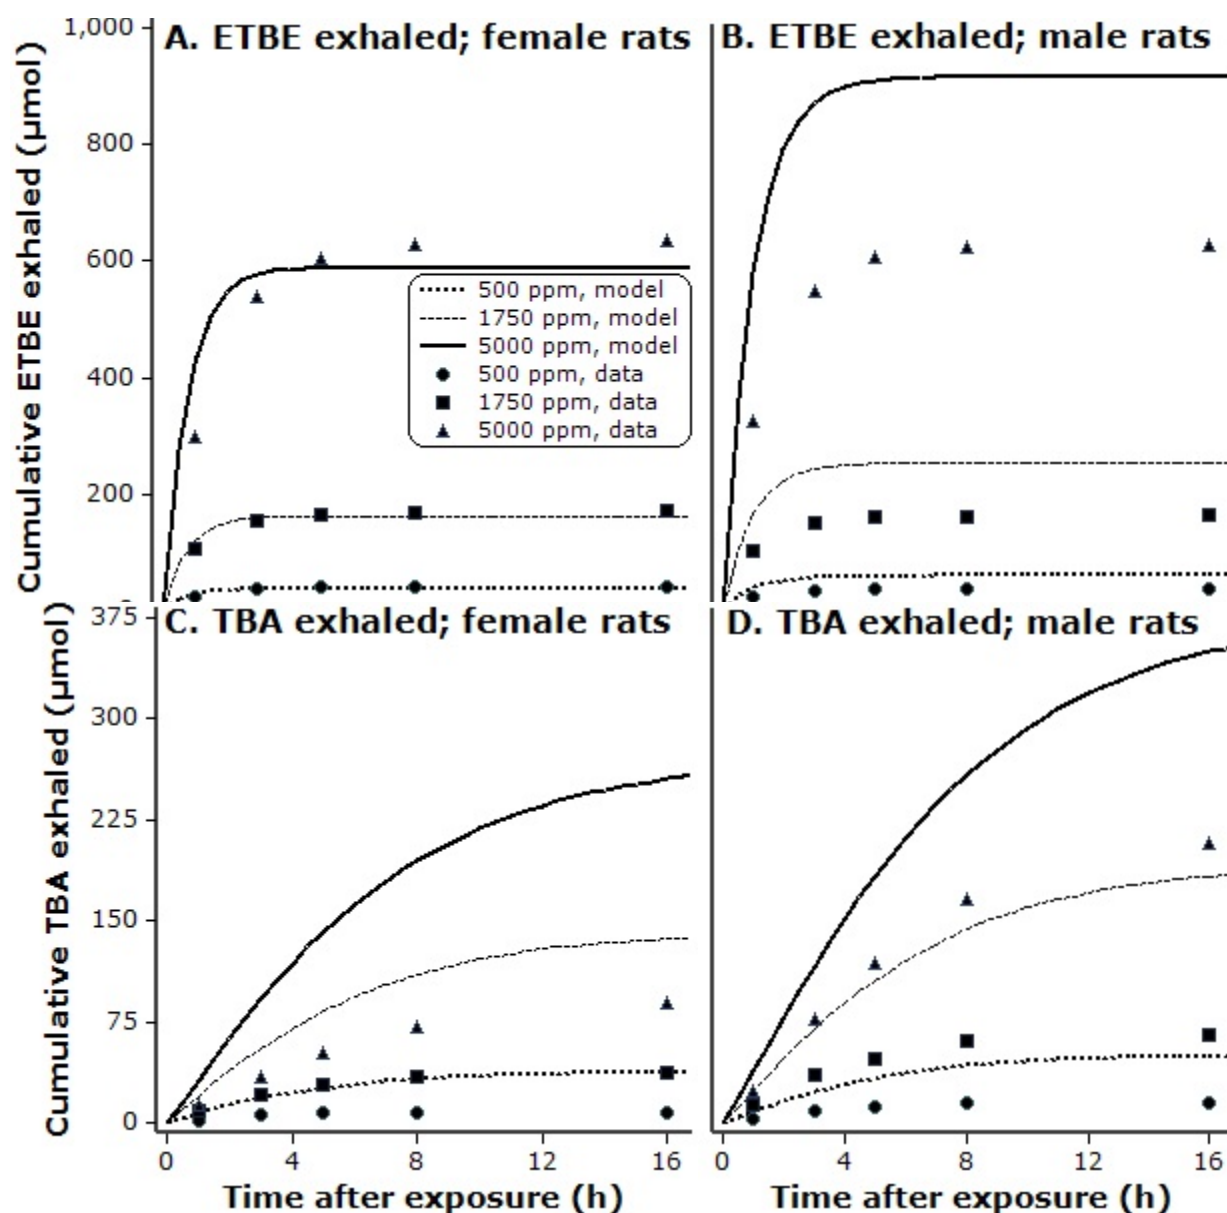 A. ETBE exhaled; female rats
B. ETBE exhaled; male rats
Cumulative ETBE exhaled (µmol)
1,000
800
600
400
200
500 ppm, model
1750 ppm, model
5000 ppm, model
500 ppm, data
1750 ppm, data
5000 ppm, data
C. TBA exhaled; female rats
D. TBA exhaled; male rats
Cumulative TBA exhaled (µmol)
375
300
225
150
75
0
0 4 8 12 16
0 4 8 12 16
Time after exposure (h)
Time after exposure (h)